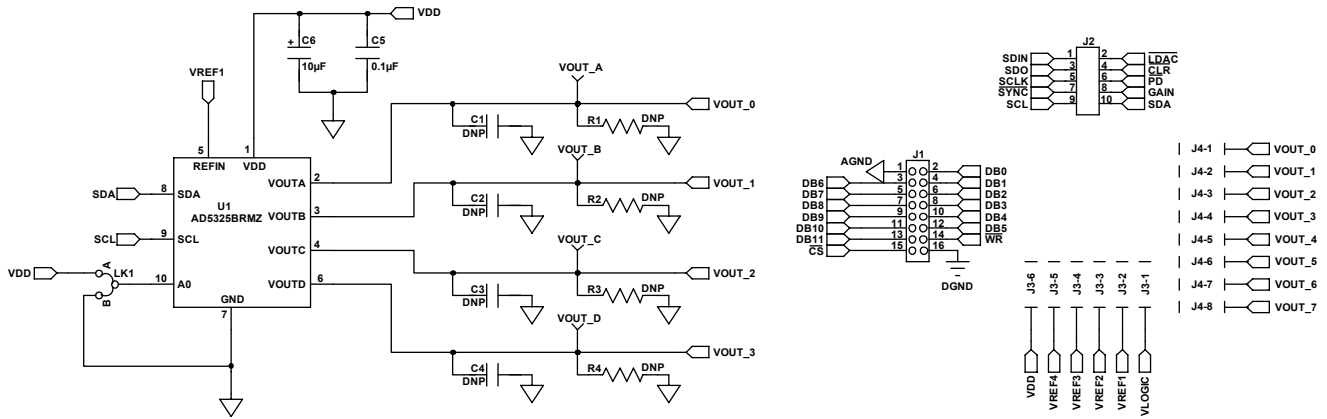 VDD
C6
10µF
C5
0.1µF
VREF1
5
REFIN
1
VDD
SDA
8
SDA
SCL
9
SCL
U1
AD5325BRMZ
VDD
A
LK1
B
10
A0
GND
7
VOUTA
2
VOUTB
3
VOUTC
4
VOUTD
6
VOUT_A
VOUT_0
C1
DNP
R1
DNP
VOUT_B
VOUT_1
C2
DNP
R2
DNP
VOUT_C
VOUT_2
C3
DNP
R3
DNP
VOUT_D
VOUT_3
C4
DNP
R4
DNP
J2
SDIN 1 2 LDAC
SDO 3 4 CLR
SCLK 5 6 PD
SYNC 7 8 GAIN
SCL 9 10 SDA
J1
AGND 1 2 DB0
DB6 3 4 DB1
DB7 5 6 DB2
DB8 7 8 DB3
DB9 9 10 DB4
DB10 11 12 DB5
DB11 13 14 WR
CS 15 16
DGND
J4-1 VOUT_0
J4-2 VOUT_1
J4-3 VOUT_2
J4-4 VOUT_3
J4-5 VOUT_4
J4-6 VOUT_5
J4-7 VOUT_6
J4-8 VOUT_7
J3-6 VDD
J3-5 VREF4
J3-4 VREF3
J3-3 VREF2
J3-2 VREF1
J3-1 VLOGIC